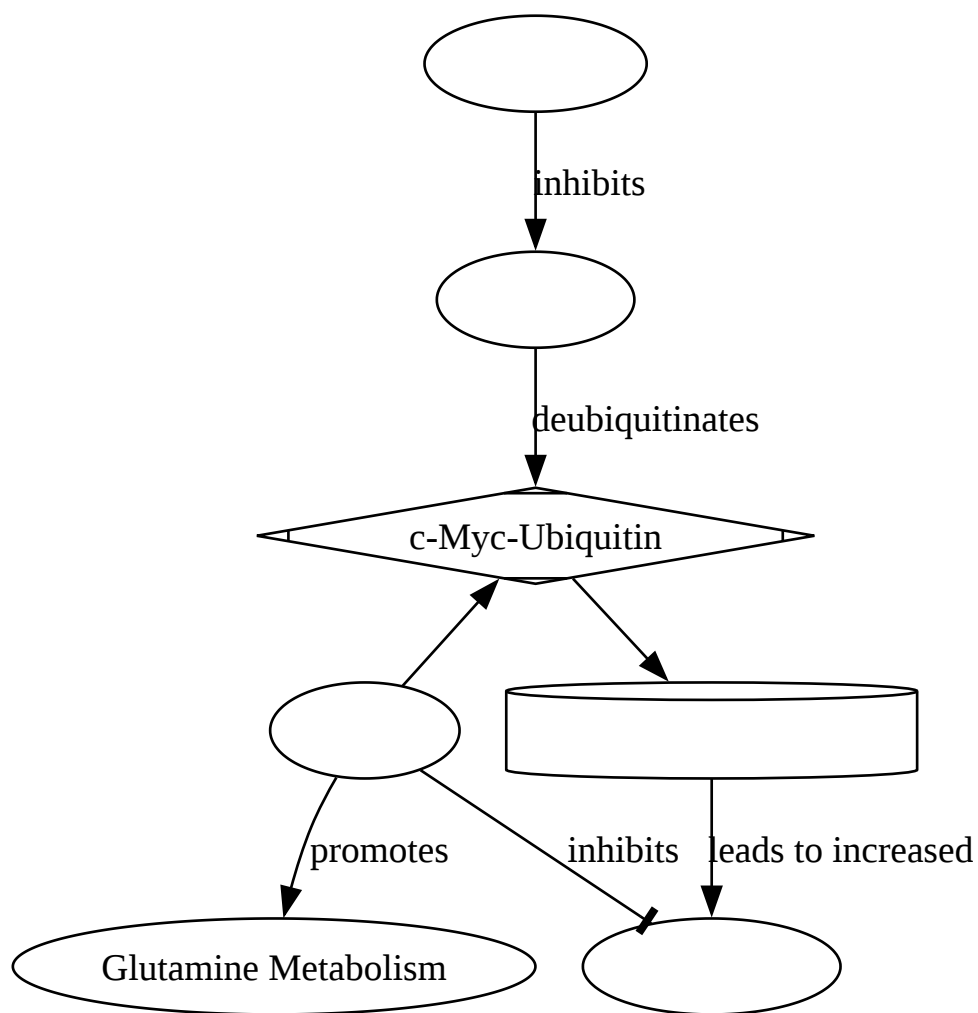 inhibits
deubiquitinates
c-Myc-Ubiquitin
promotes
inhibits
leads to increased
Glutamine Metabolism